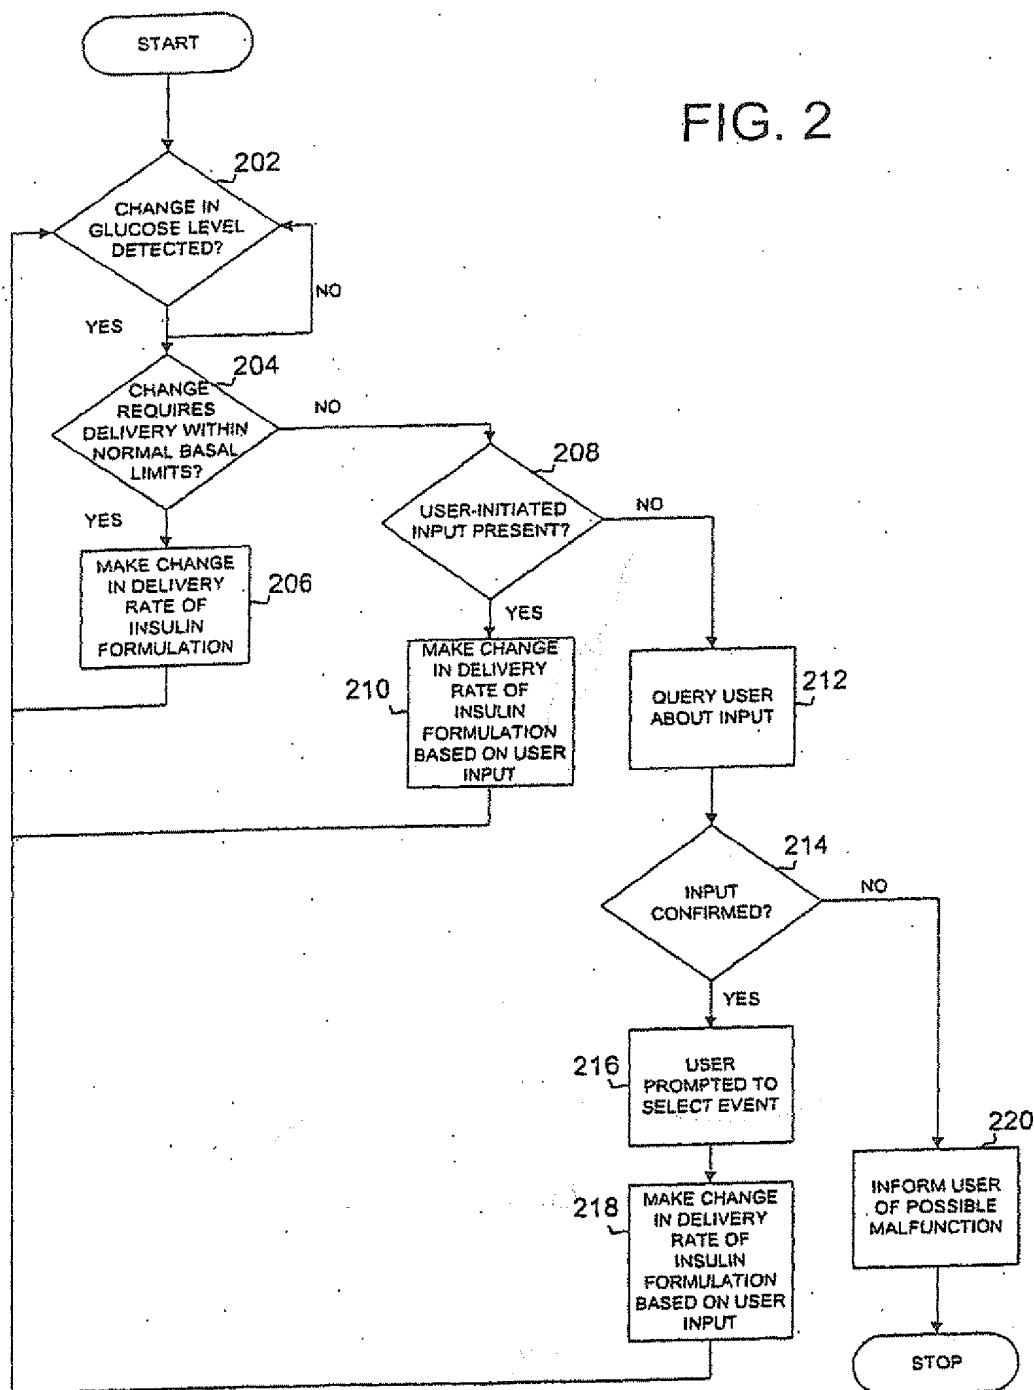 START
FIG. 2
202
CHANGE IN
GLUCOSE LEVEL
DETECTED?
NO
YES
204
CHANGE
REQUIRES
DELIVERY WITHIN
NORMAL BASAL
LIMITS?
NO
208
USER-INITIATED
INPUT PRESENT?
NO
YES
206
MAKE CHANGE
IN DELIVERY
RATE OF
INSULIN
FORMULATION
YES
210
MAKE CHANGE
IN DELIVERY
RATE OF
INSULIN
FORMULATION
BASED ON USER
INPUT
212
QUERY USER
ABOUT INPUT
214
INPUT
CONFIRMED?
NO
YES
216
USER
PROMPTED TO
SELECT EVENT
218
MAKE CHANGE
IN DELIVERY
RATE OF
INSULIN
FORMULATION
BASED ON USER
INPUT
220
INFORM USER
OF POSSIBLE
MALFUNCTION
STOP